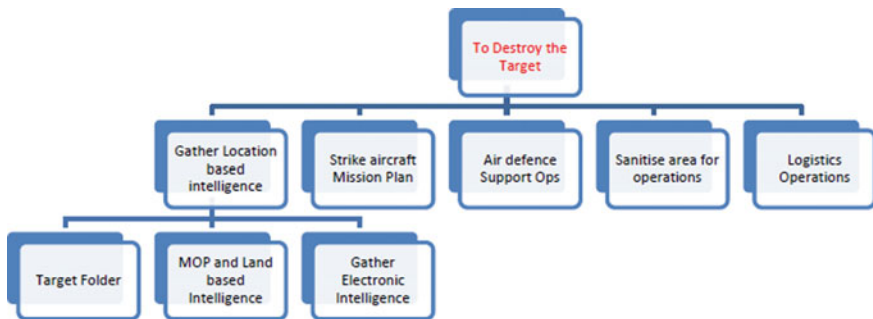 To Destroy the
Target
Gather Location
based
intelligence
Strike aircraft
Mission Plan
Air defence
Support Ops
Sanitise area for
operations
Logistics
Operations
Target Folder
MOP and Land
based
Intelligence
Gather
Electronic
Intelligence